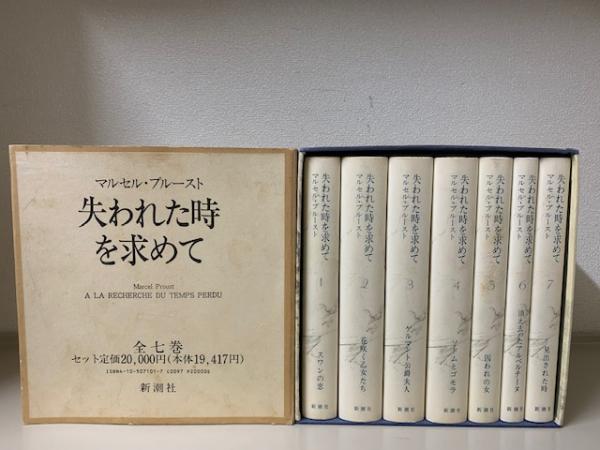 マルセル・プルースト
失われた時
を求めて
Marcel Proust
A LA RECHERCHE DU TEMPS PERDU
全七巻
セット定価20,000円(本体19,417円)
ISBN4-10-507101-7 C0097 P20000E
新潮社
失われた時を求めて
マルセル・プルースト
1
スワンの恋
新潮社
失われた時を求めて
マルセル・プルースト
2
花咲く乙女たち
新潮社
失われた時を求めて
マルセル・プルースト
3
ゲルマント公爵夫人
新潮社
失われた時を求めて
マルセル・プルースト
4
ソドムとゴモラ
新潮社
失われた時を求めて
マルセル・プルースト
5
囚われの女
新潮社
失われた時を求めて
マルセル・プルースト
6
消え去ったアルベルチーヌ
新潮社
失われた時を求めて
マルセル・プルースト
7
見出された時
新潮社